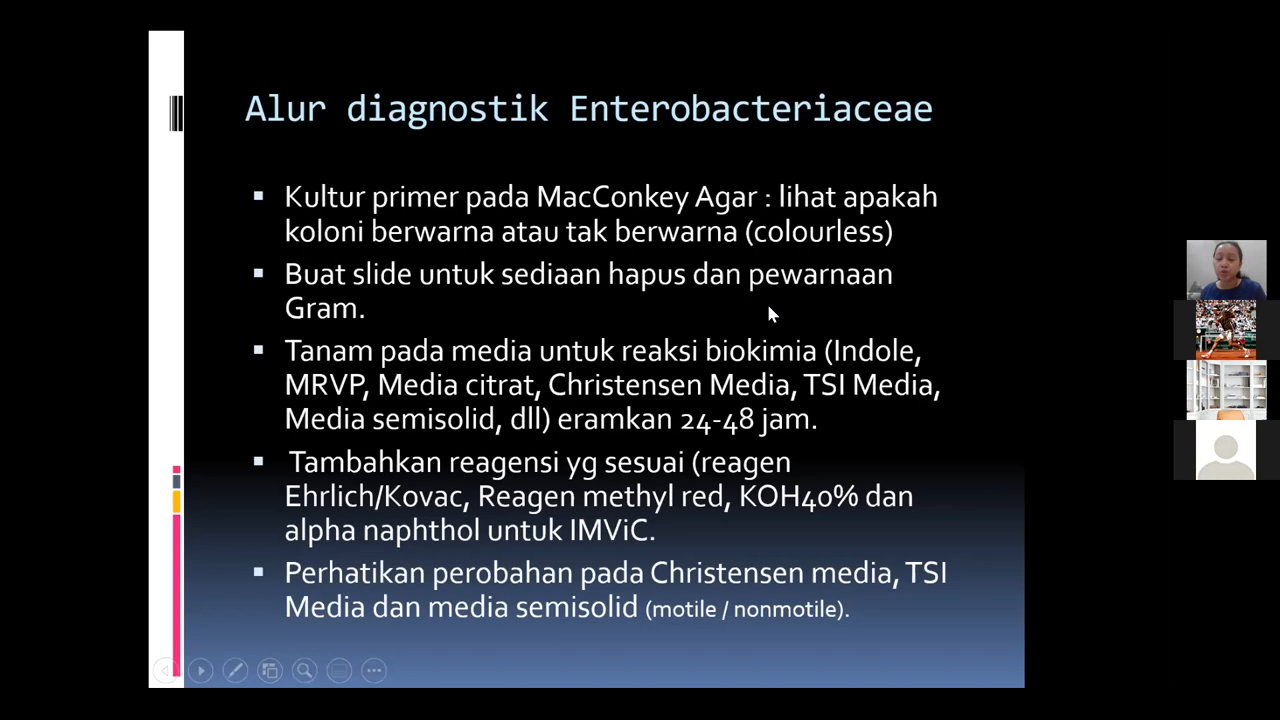 Alur diagnostik Enterobacteriaceae
▪ Kultur primer pada MacConkey Agar : lihat apakah
koloni berwarna atau tak berwarna (colourless)
▪ Buat slide untuk sediaan hapus dan pewarnaan
Gram.
▪ Tanam pada media untuk reaksi biokimia (Indole,
MRVP, Media citrat, Christensen Media, TSI Media,
Media semisolid, dll) eramkan 24-48 jam.
▪ Tambahkan reagensi yg sesuai (reagen
Ehrlich/Kovac, Reagen methyl red, KOH40% dan
alpha naphthol untuk IMViC.
▪ Perhatikan perobahan pada Christensen media, TSI
Media dan media semisolid (motile / nonmotile).